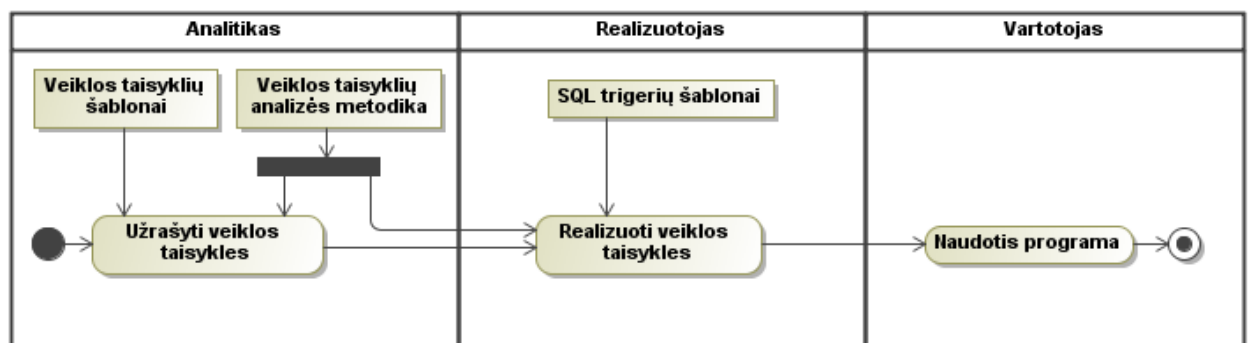 Analitikas
Realizuotojas
Vartotojas
Veiklos taisyklių
šablonai
Veiklos taisyklių
analizės metodika
SQL trigerių šablonai
Užrašyti veiklos
taisykles
Realizuoti veiklos
taisykles
Naudotis programa